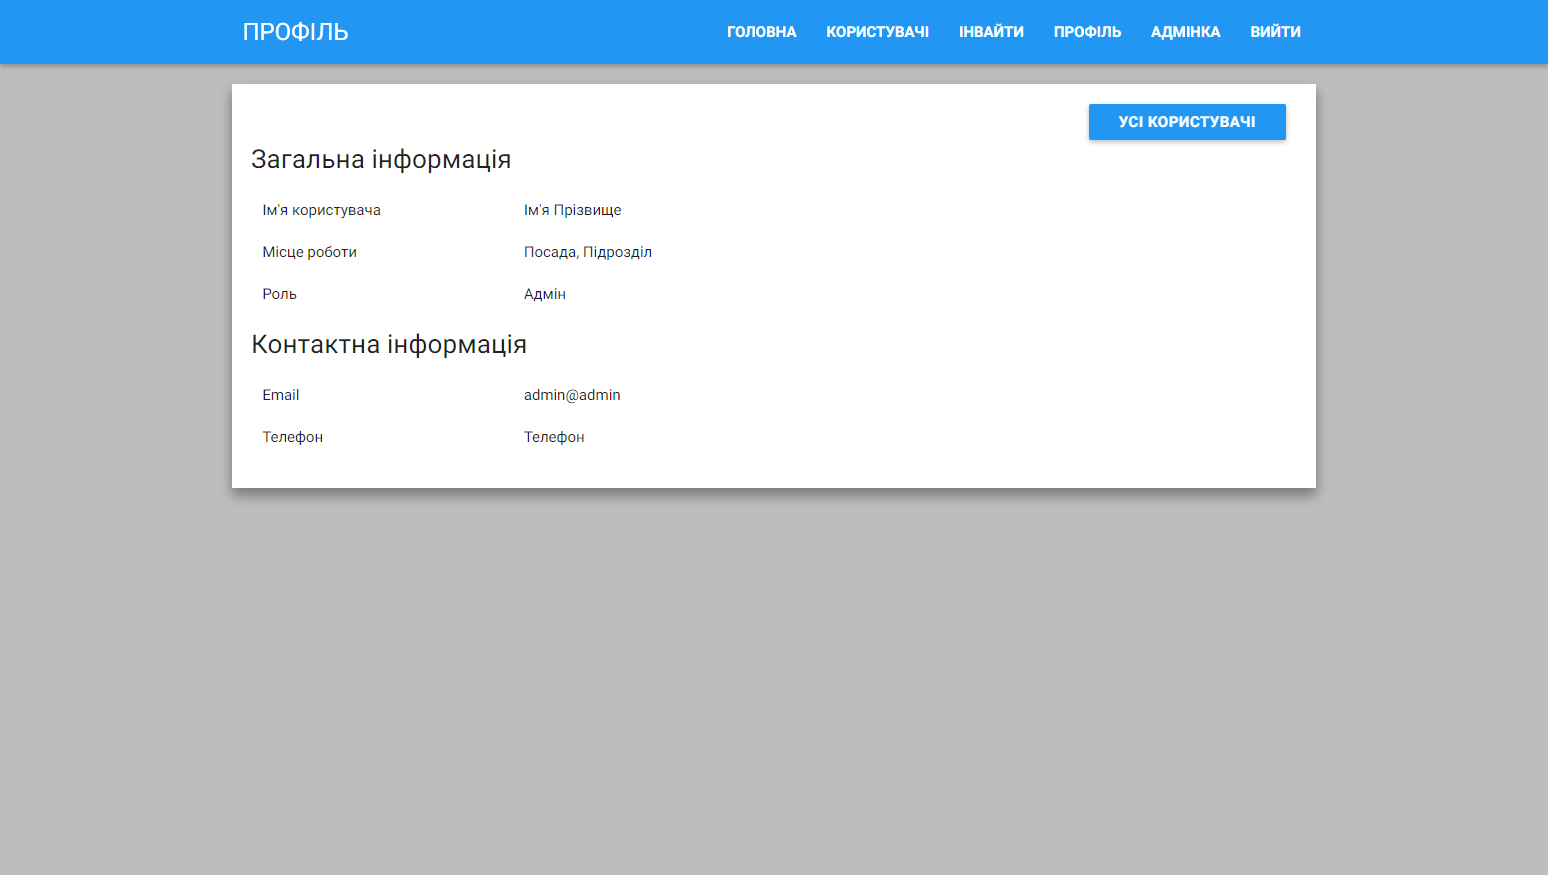 ПРОФІЛЬ
ГОЛОВНА КОРИСТУВАЧІ ІНВАЙТИ ПРОФІЛЬ АДМІНКА ВИЙТИ
УСІ КОРИСТУВАЧІ
Загальна інформація
Ім'я користувача Ім'я Прізвище
Місце роботи Посада, Підрозділ
Роль Адмін
Контактна інформація
Email admin@admin
Телефон Телефон